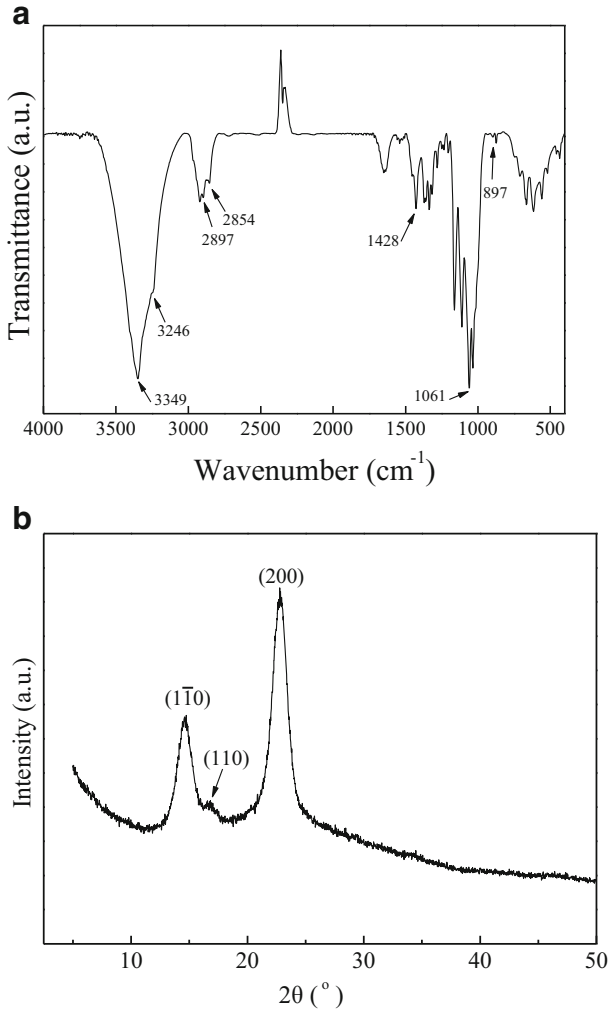 a
Transmittance (a.u.)
2854
2897
897
1428
3246
3349
1061
4000 3500 3000 2500 2000 1500 1000 500
Wavenumber (cm⁻¹)
b
(200)
(11̄0)
(110)
Intensity (a.u.)
10 20 30 40 50
2θ (°)